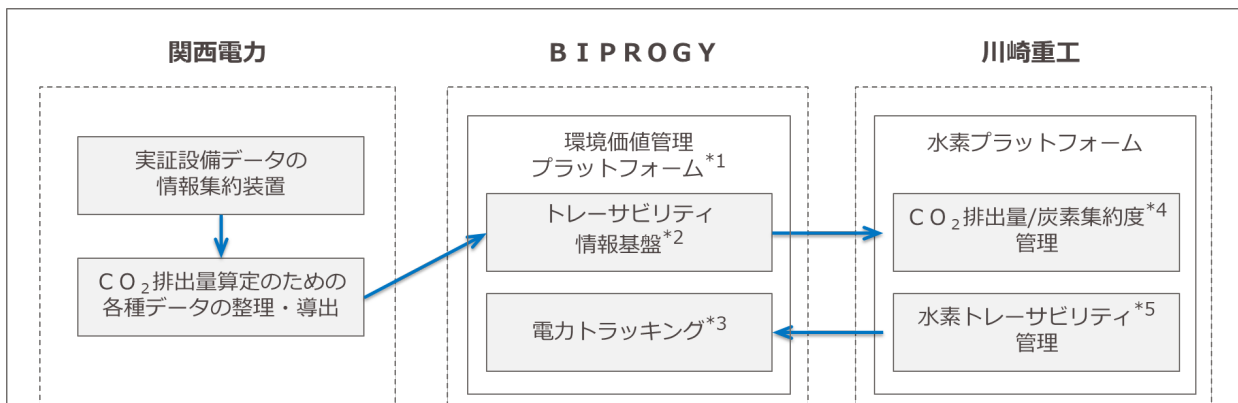 関西電力
実証設備データの
情報集約装置
CO₂排出量算定のための
各種データの整理・導出
BIPROGY
環境価値管理
プラットフォーム*1
トレーサビリティ
情報基盤*2
電力トラッキング*3
川崎重工
水素プラットフォーム
CO₂排出量/炭素集約度*4
管理
水素トレーサビリティ*5
管理